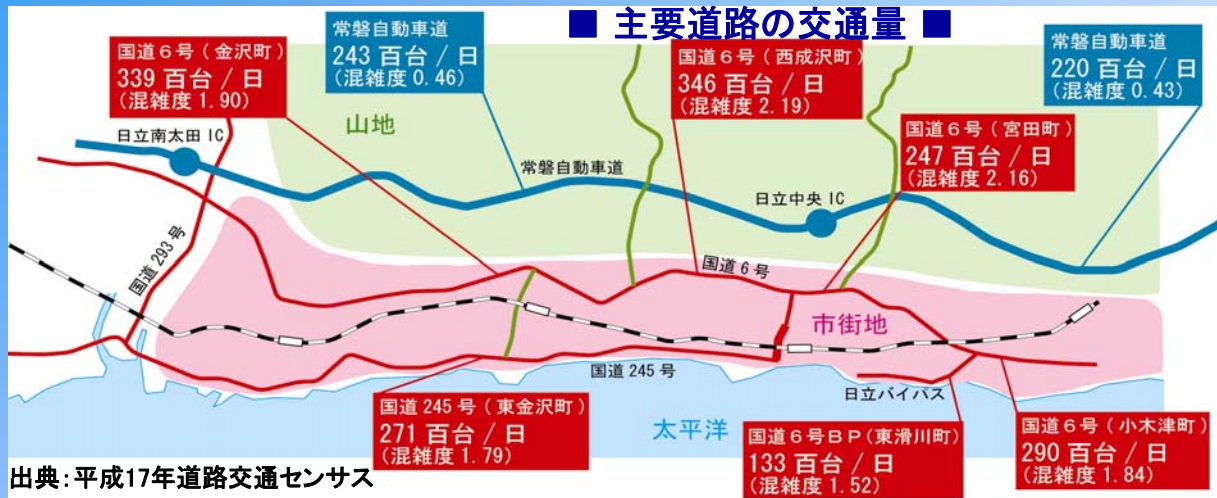 ■ 主要道路の交通量 ■
国道６号（金沢町）
339 百台 / 日
（混雑度 1.90）
常磐自動車道
243 百台 / 日
（混雑度 0.46）
国道６号（西成沢町）
346 百台 / 日
（混雑度 2.19）
常磐自動車道
220 百台 / 日
（混雑度 0.43）
国道６号（宮田町）
247 百台 / 日
（混雑度 2.16）
山地
日立南太田 IC
常磐自動車道
日立中央 IC
国道 293 号
国道 6 号
市街地
国道 245 号
日立バイパス
太平洋
国道 245 号（東金沢町）
271 百台 / 日
（混雑度 1.79）
国道６号ＢＰ（東滑川町）
133 百台 / 日
（混雑度 1.52）
国道６号（小木津町）
290 百台 / 日
（混雑度 1.84）
出典：平成17年道路交通センサス